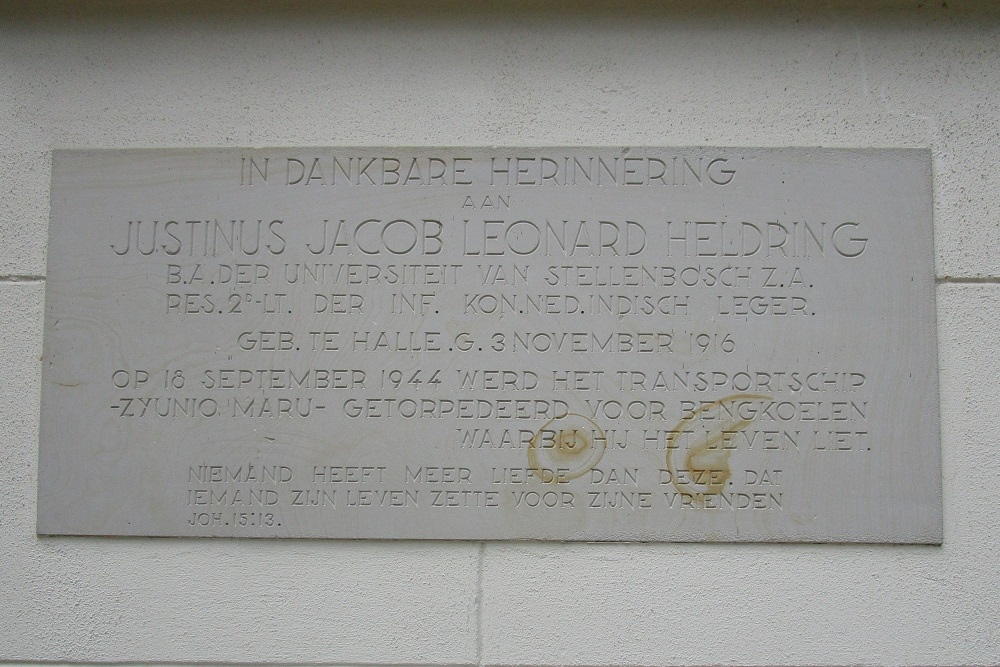 IN DANKBARE HERINNERING
AAN
JUSTINUS JACOB LEONARD HELDRING
B.A. DER UNIVERSITEIT VAN STELLENBOSCH Z.A.
RES. 2ᴰ-LT. DER INF. KON.NED.INDISCH LEGER.
GEB. TE HALLE.G. 3 NOVEMBER 1916
OP 18 SEPTEMBER 1944 WERD HET TRANSPORTSCHIP
-ZYUNIO MARU- GETORPEDEERD VOOR BENGKOELEN
WAARBIJ HIJ HET LEVEN LIET.
NIEMAND HEEFT MEER LIEFDE DAN DEZE. DAT
IEMAND ZIJN LEVEN ZETTE VOOR ZIJNE VRIENDEN
JOH. 15:13.